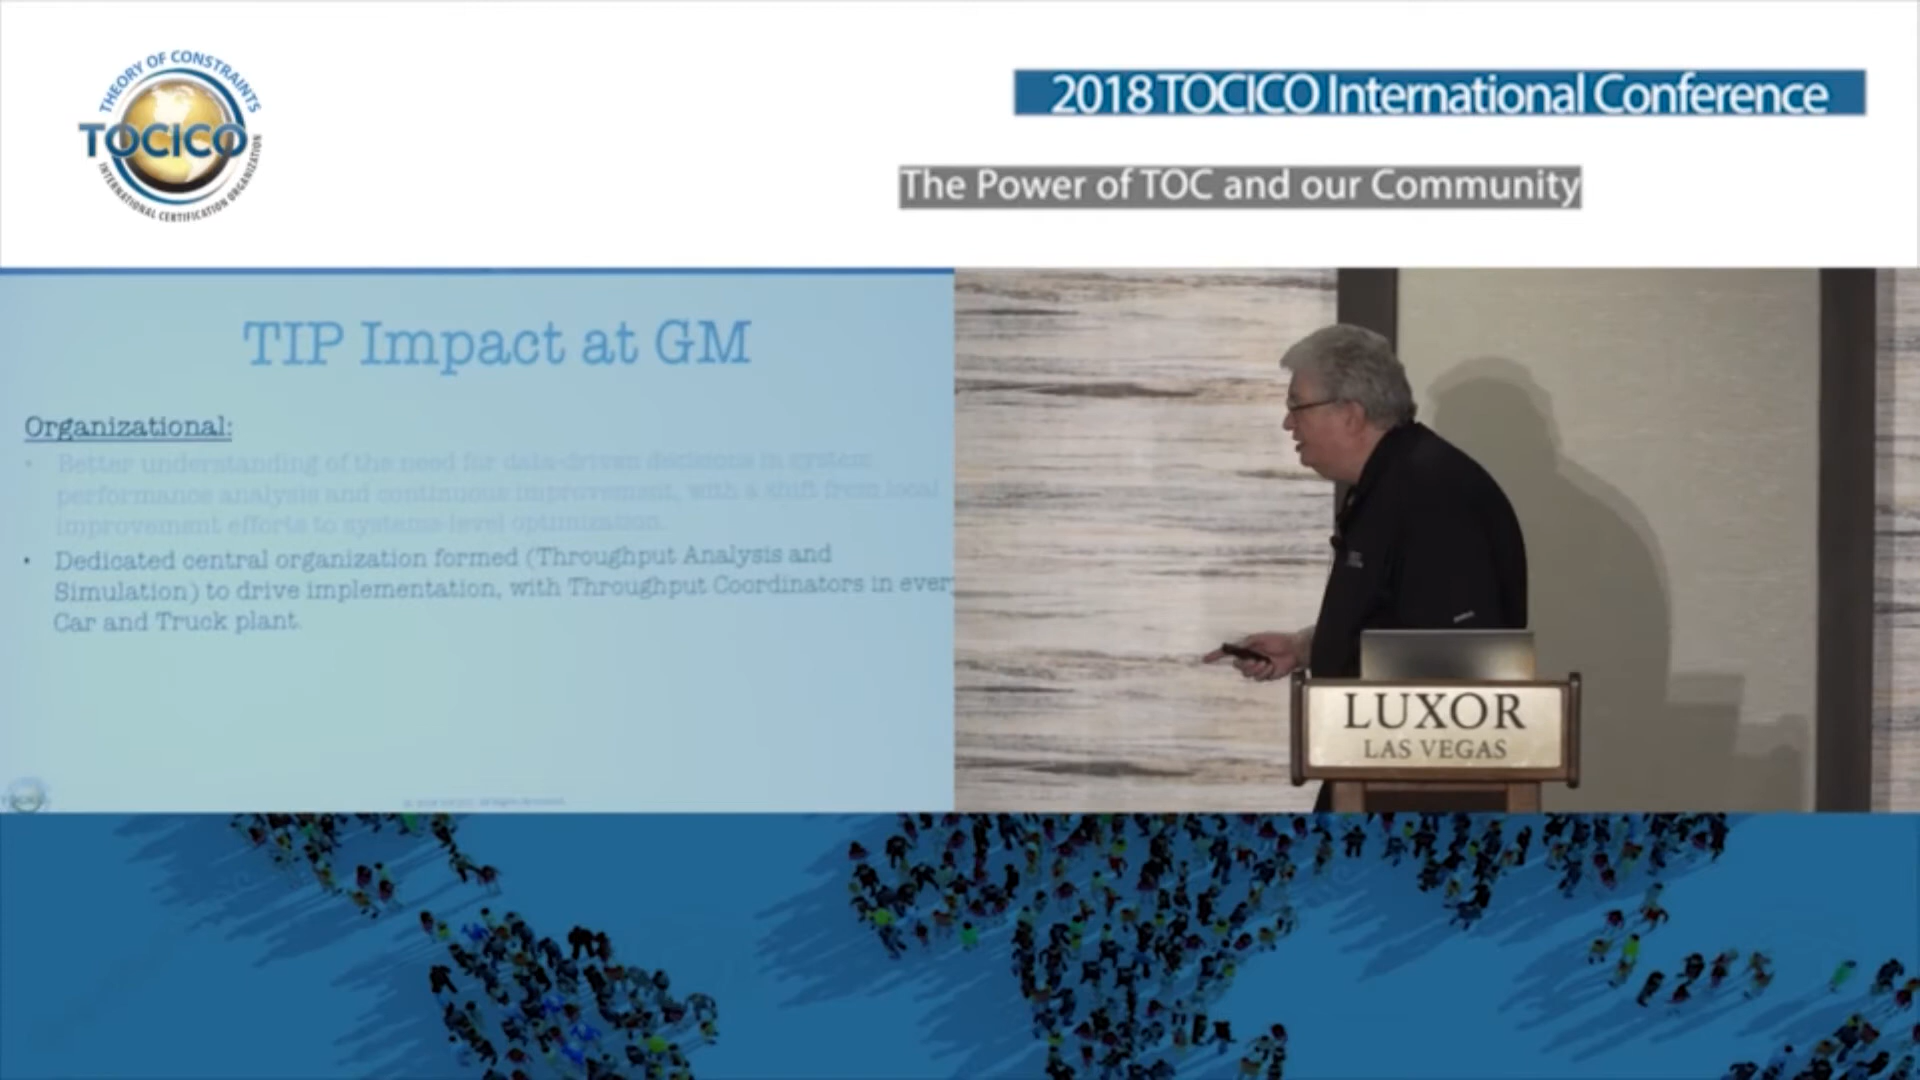 THEORY OF CONSTRAINTS
TOCICO
INTERNATIONAL CERTIFICATION ORGANIZATION
2018 TOCICO International Conference
The Power of TOC and our Community
TIP Impact at GM
Organizational:
• Better understanding of the need for data-driven decisions in system
performance analysis and continuous improvement, with a shift from local
improvement efforts to systems-level optimization.
• Dedicated central organization formed (Throughput Analysis and
Simulation) to drive implementation, with Throughput Coordinators in ever
Car and Truck plant.
LUXOR
LAS VEGAS